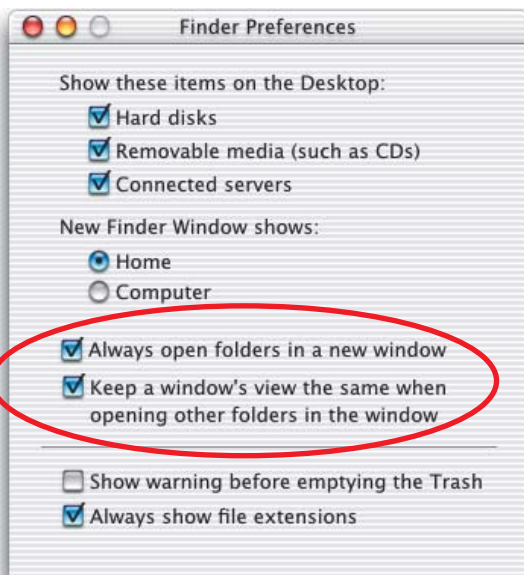 Finder Preferences
Show these items on the Desktop:
Hard disks
Removable media (such as CDs)
Connected servers
New Finder Window shows:
Home
Computer
Always open folders in a new window
Keep a window's view the same when
opening other folders in the window
Show warning before emptying the Trash
Always show file extensions